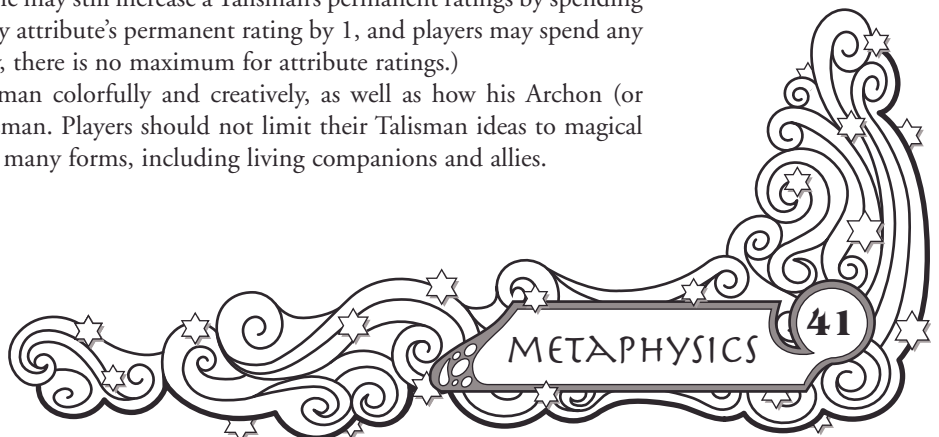 ne may still increase a Talisman's permanent ratings by spending
y attribute's permanent rating by 1, and players may spend any
, there is no maximum for attribute ratings.)
man colorfully and creatively, as well as how his Archon (or
man. Players should not limit their Talisman ideas to magical
many forms, including living companions and allies.
METAPHYSICS
41